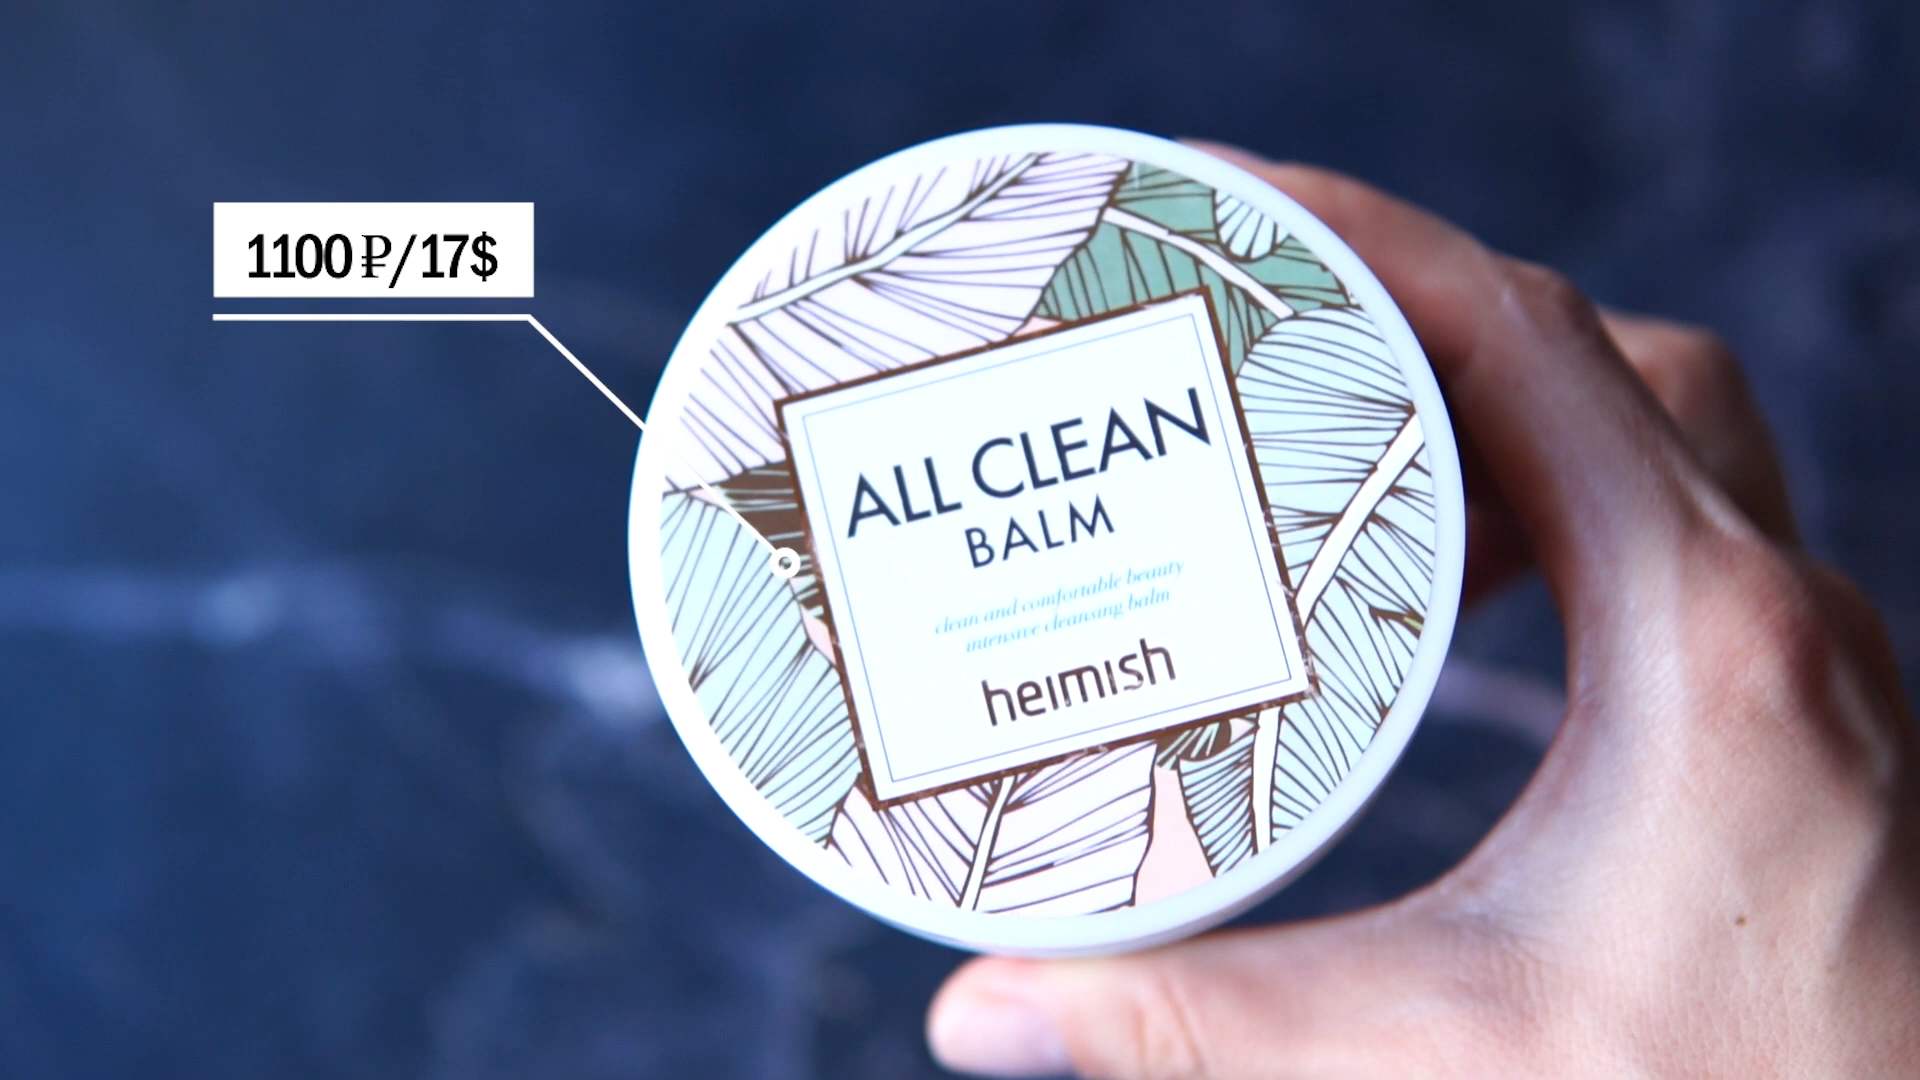 1100 ₽/17$
ALL CLEAN
BALM
clean and comfortable beauty
intensive cleansing balm
heimish